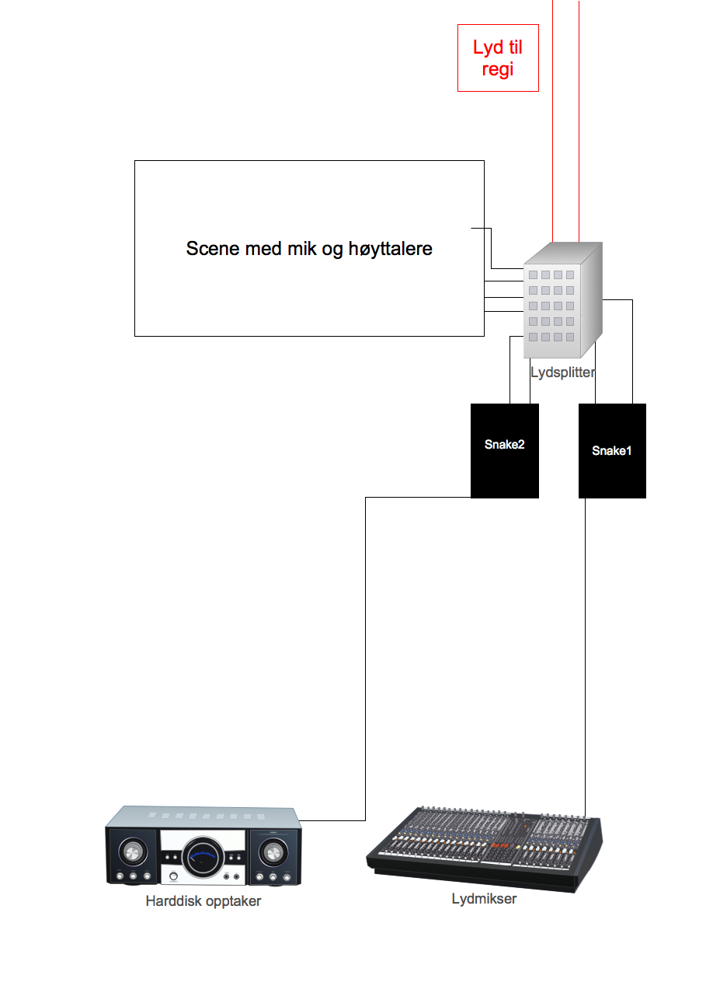 Lyd til
regi
Scene med mik og høyttalere
Lydsplitter
Snake2
Snake1
Harddisk opptaker
Lydmikser